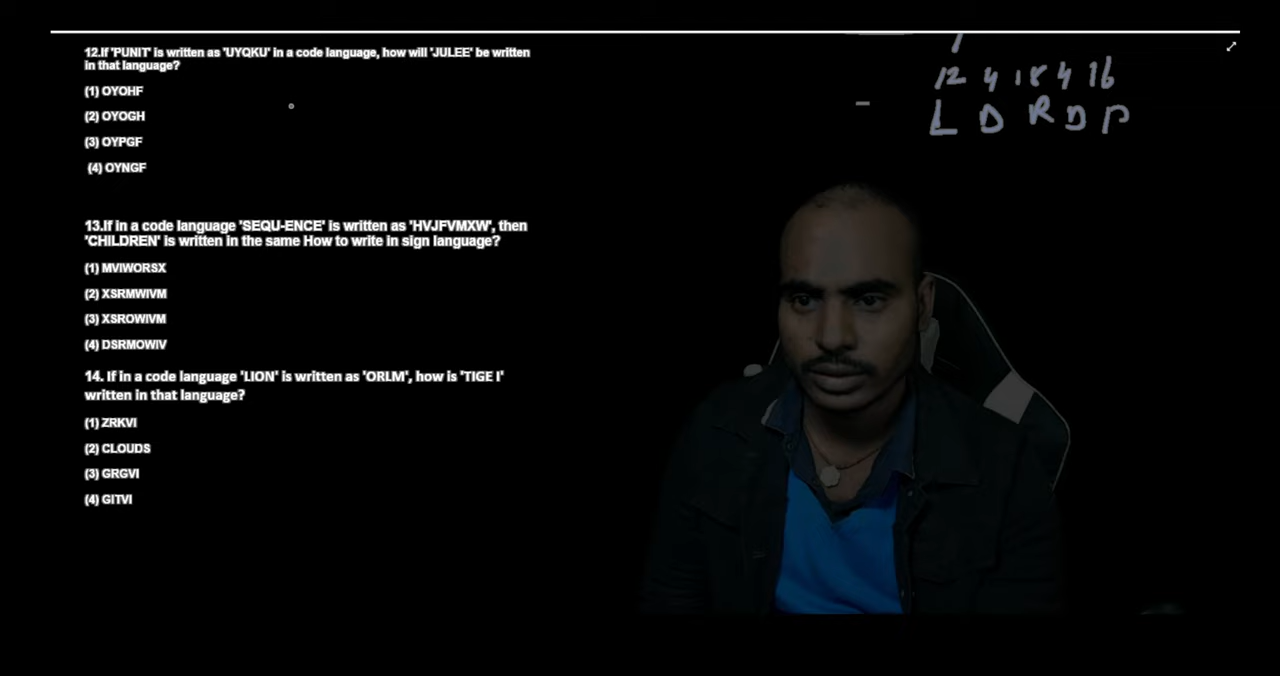 12.If 'PUNIT' is written as 'UYQKU' in a code language, how will 'JULEE' be written
in that language?
(1) OYOHF
(2) OYOGH
(3) OYPGF
(4) OYNGF
12 4 18 4 16
L D R D P
13.If in a code language 'SEQU-ENCE' is written as 'HVJFVMXW', then
'CHILDREN' is written in the same How to write in sign language?
(1) MVIWORSX
(2) XSRMWIVM
(3) XSROWIVM
(4) DSRMOWIV
14. If in a code language 'LION' is written as 'ORLM', how is 'TIGE I'
written in that language?
(1) ZRKVI
(2) CLOUDS
(3) GRGVI
(4) GITVI